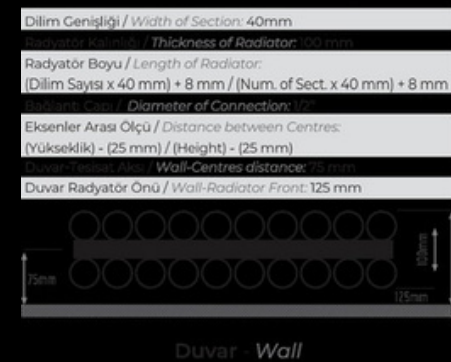 Dilim Genişliği / Width of Section: 40mm
Radyatör Kalınlığı / Thickness of Radiator: 100 mm
Radyatör Boyu / Length of Radiator:
(Dilim Sayısı x 40 mm) + 8 mm / (Num. of Sect. x 40 mm) + 8 mm
Bağlantı Çapı / Diameter of Connection: 1/2"
Eksenler Arası Ölçü / Distance between Centres:
(Yükseklik) - (25 mm) / (Height) - (25 mm)
Duvar-Tesisat Aksı / Wall-Centres distance: 75 mm
Duvar Radyatör Önü / Wall-Radiator Front: 125 mm
100mm
75mm
125mm
Duvar - Wall